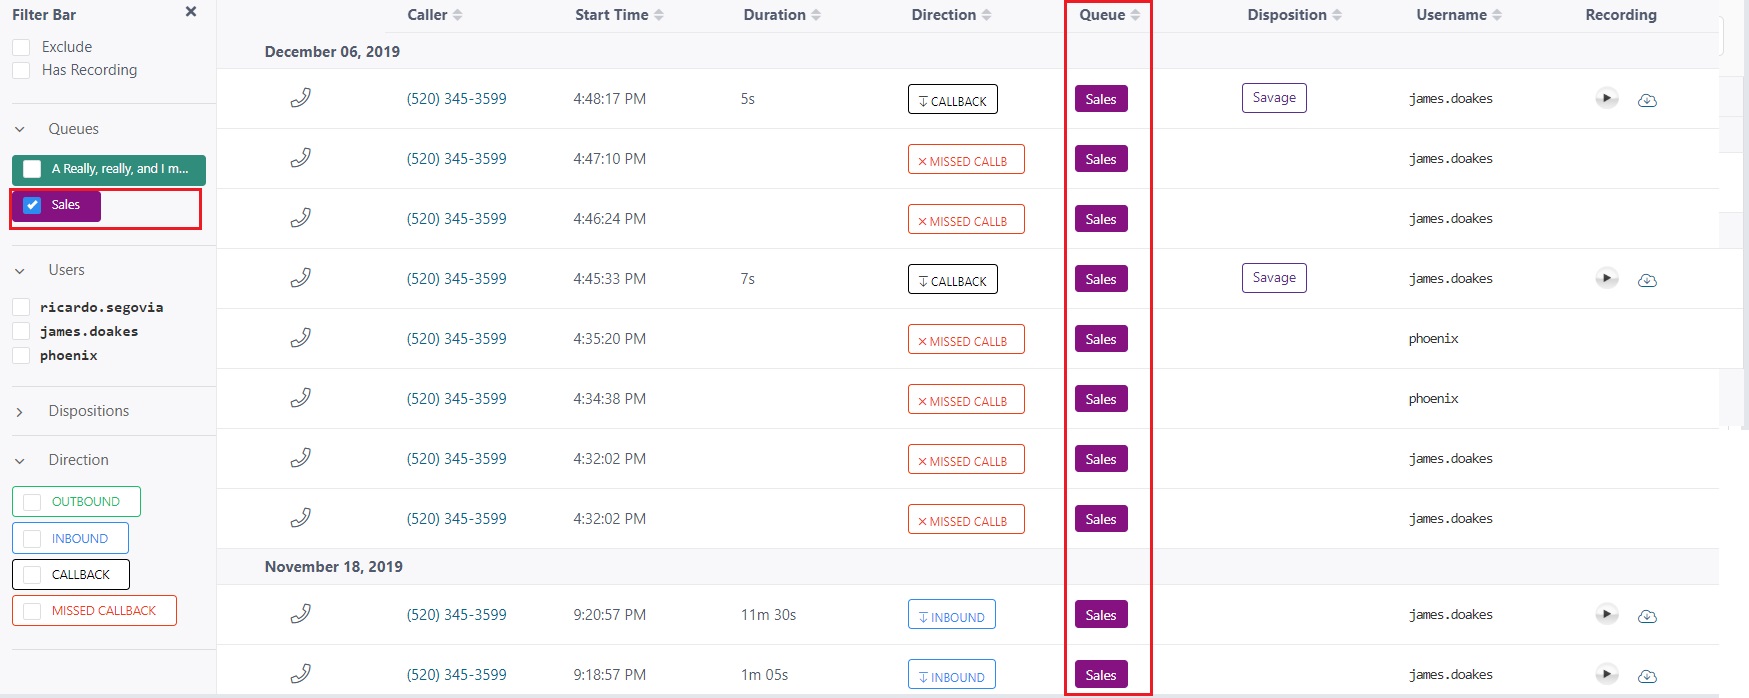 Filter Bar
Exclude
Has Recording
Queues
A Really, really, and I m...
Sales
Users
ricardo.segovia
james.doakes
phoenix
Dispositions
Direction
OUTBOUND
INBOUND
CALLBACK
MISSED CALLBACK
Caller Start Time Duration Direction Queue Disposition Username Recording
December 06, 2019
(520) 345-3599 4:48:17 PM 5s CALLBACK Sales Savage james.doakes
(520) 345-3599 4:47:10 PM MISSED CALLB Sales james.doakes
(520) 345-3599 4:46:24 PM MISSED CALLB Sales james.doakes
(520) 345-3599 4:45:33 PM 7s CALLBACK Sales Savage james.doakes
(520) 345-3599 4:35:20 PM MISSED CALLB Sales phoenix
(520) 345-3599 4:34:38 PM MISSED CALLB Sales phoenix
(520) 345-3599 4:32:02 PM MISSED CALLB Sales james.doakes
(520) 345-3599 4:32:02 PM MISSED CALLB Sales james.doakes
November 18, 2019
(520) 345-3599 9:20:57 PM 11m 30s INBOUND Sales james.doakes
(520) 345-3599 9:18:57 PM 1m 05s INBOUND Sales james.doakes